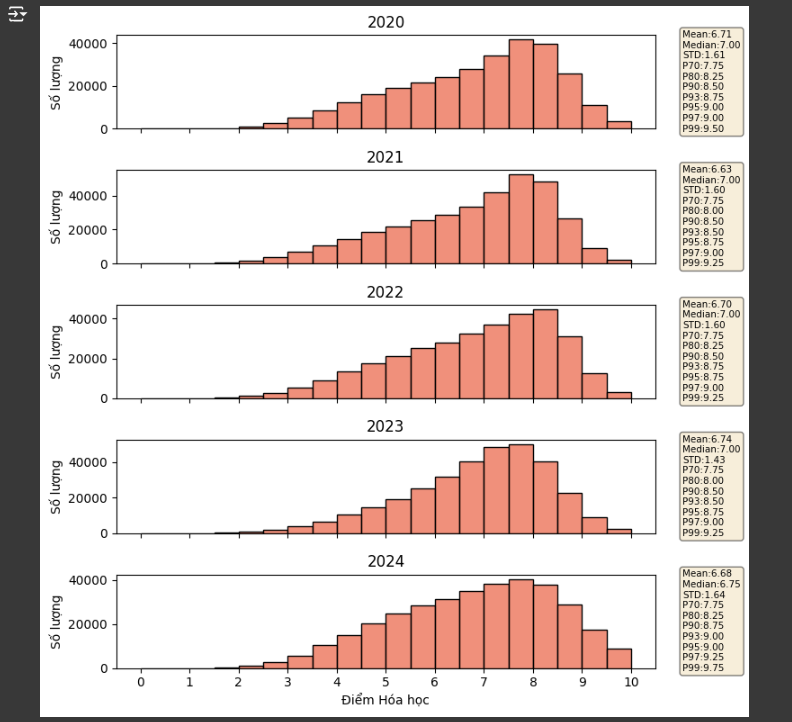 2020
Số lượng
40000
20000
0
Mean:6.71
Median:7.00
STD:1.61
P70:7.75
P80:8.25
P90:8.50
P93:8.75
P95:9.00
P97:9.00
P99:9.50
2021
Số lượng
40000
20000
0
Mean:6.63
Median:7.00
STD:1.60
P70:7.75
P80:8.00
P90:8.50
P93:8.50
P95:8.75
P97:9.00
P99:9.25
2022
Số lượng
40000
20000
0
Mean:6.70
Median:7.00
STD:1.60
P70:7.75
P80:8.25
P90:8.50
P93:8.75
P95:8.75
P97:9.00
P99:9.25
2023
Số lượng
40000
20000
0
Mean:6.74
Median:7.00
STD:1.43
P70:7.75
P80:8.00
P90:8.50
P93:8.50
P95:8.75
P97:9.00
P99:9.25
2024
Số lượng
40000
20000
0
Mean:6.68
Median:6.75
STD:1.64
P70:7.75
P80:8.25
P90:8.75
P93:9.00
P95:9.00
P97:9.25
P99:9.75
0 1 2 3 4 5 6 7 8 9 10
Điểm Hóa học